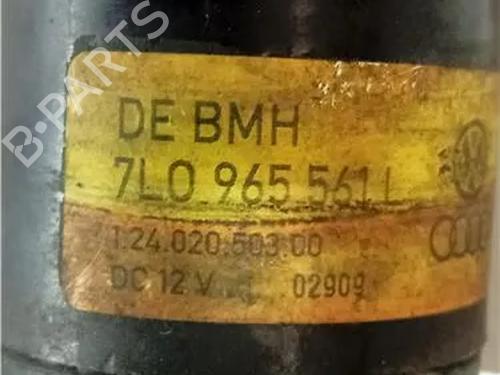 B-PARTS
DE BMH
7L0 965 561 L
1.24.020.503.00
DC 12 V 02909